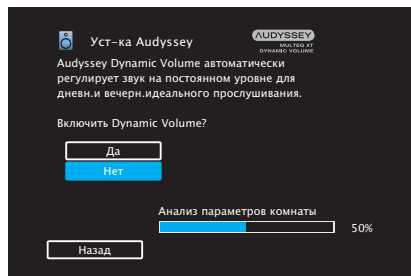 Уст-ка Audyssey
AUDYSSEY
MULTEQ XT
DYNAMIC VOLUME
Audyssey Dynamic Volume автоматически
регулирует звук на постоянном уровне для
дневн.и вечерн.идеального прослушивания.
Включить Dynamic Volume?
Да
Нет
Анализ параметров комнаты
50%
Назад